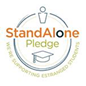 StandAlone
Pledge
WE'RE SUPPORTING ESTRANGED STUDENTS